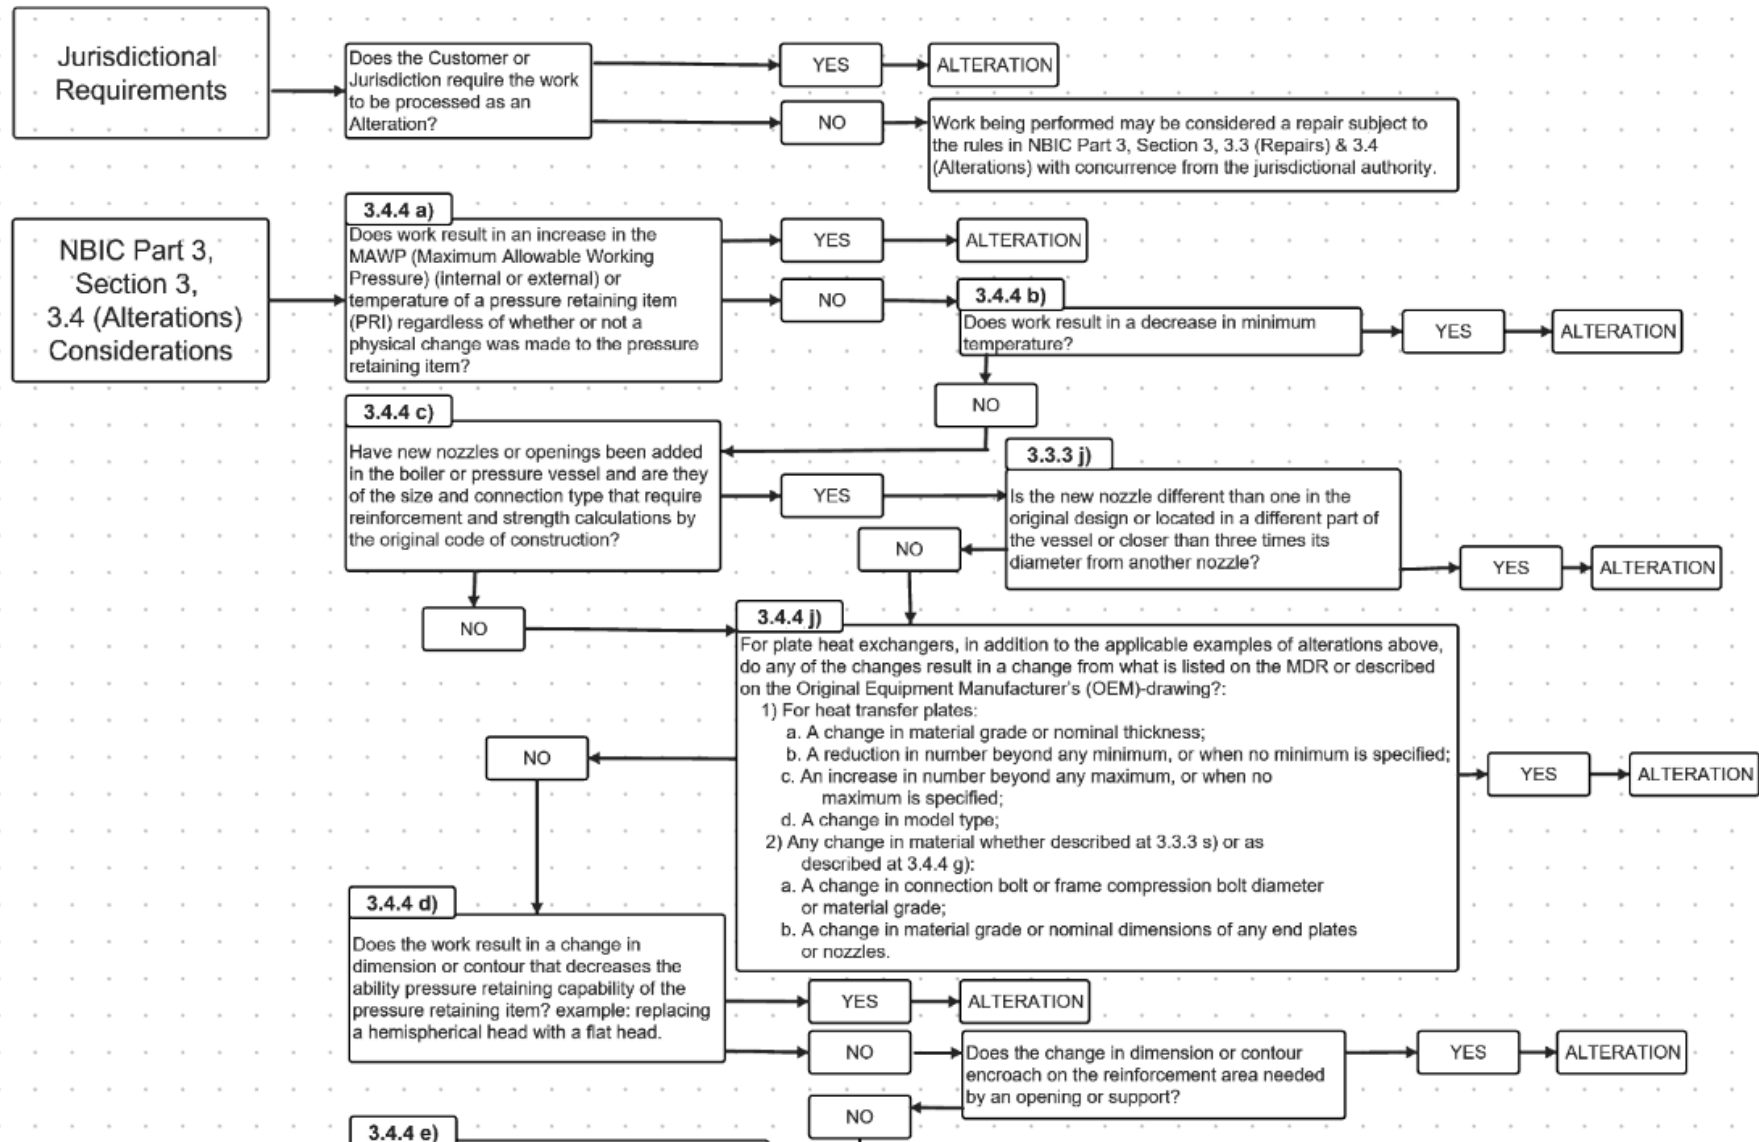 Jurisdictional
Requirements
Does the Customer or
Jurisdiction require the work
to be processed as an
Alteration?
YES
ALTERATION
NO
Work being performed may be considered a repair subject to
the rules in NBIC Part 3, Section 3, 3.3 (Repairs) & 3.4
(Alterations) with concurrence from the jurisdictional authority.
NBIC Part 3,
Section 3,
3.4 (Alterations)
Considerations
3.4.4 a)
Does work result in an increase in the
MAWP (Maximum Allowable Working
Pressure) (internal or external) or
temperature of a pressure retaining item
(PRI) regardless of whether or not a
physical change was made to the pressure
retaining item?
YES
ALTERATION
NO
3.4.4 b)
Does work result in a decrease in minimum
temperature?
YES
ALTERATION
NO
3.4.4 c)
Have new nozzles or openings been added
in the boiler or pressure vessel and are they
of the size and connection type that require
reinforcement and strength calculations by
the original code of construction?
YES
3.3.3 j)
Is the new nozzle different than one in the
original design or located in a different part of
the vessel or closer than three times its
diameter from another nozzle?
NO
YES
ALTERATION
NO
3.4.4 j)
For plate heat exchangers, in addition to the applicable examples of alterations above,
do any of the changes result in a change from what is listed on the MDR or described
on the Original Equipment Manufacturer's (OEM)-drawing?:
1) For heat transfer plates:
a. A change in material grade or nominal thickness;
b. A reduction in number beyond any minimum, or when no minimum is specified;
c. An increase in number beyond any maximum, or when no
maximum is specified;
d. A change in model type;
2) Any change in material whether described at 3.3.3 s) or as
described at 3.4.4 g):
a. A change in connection bolt or frame compression bolt diameter
or material grade;
b. A change in material grade or nominal dimensions of any end plates
or nozzles.
YES
ALTERATION
NO
3.4.4 d)
Does the work result in a change in
dimension or contour that decreases the
ability pressure retaining capability of the
pressure retaining item? example: replacing
a hemispherical head with a flat head.
YES
ALTERATION
NO
Does the change in dimension or contour
encroach on the reinforcement area needed
by an opening or support?
YES
ALTERATION
NO
3.4.4 e)